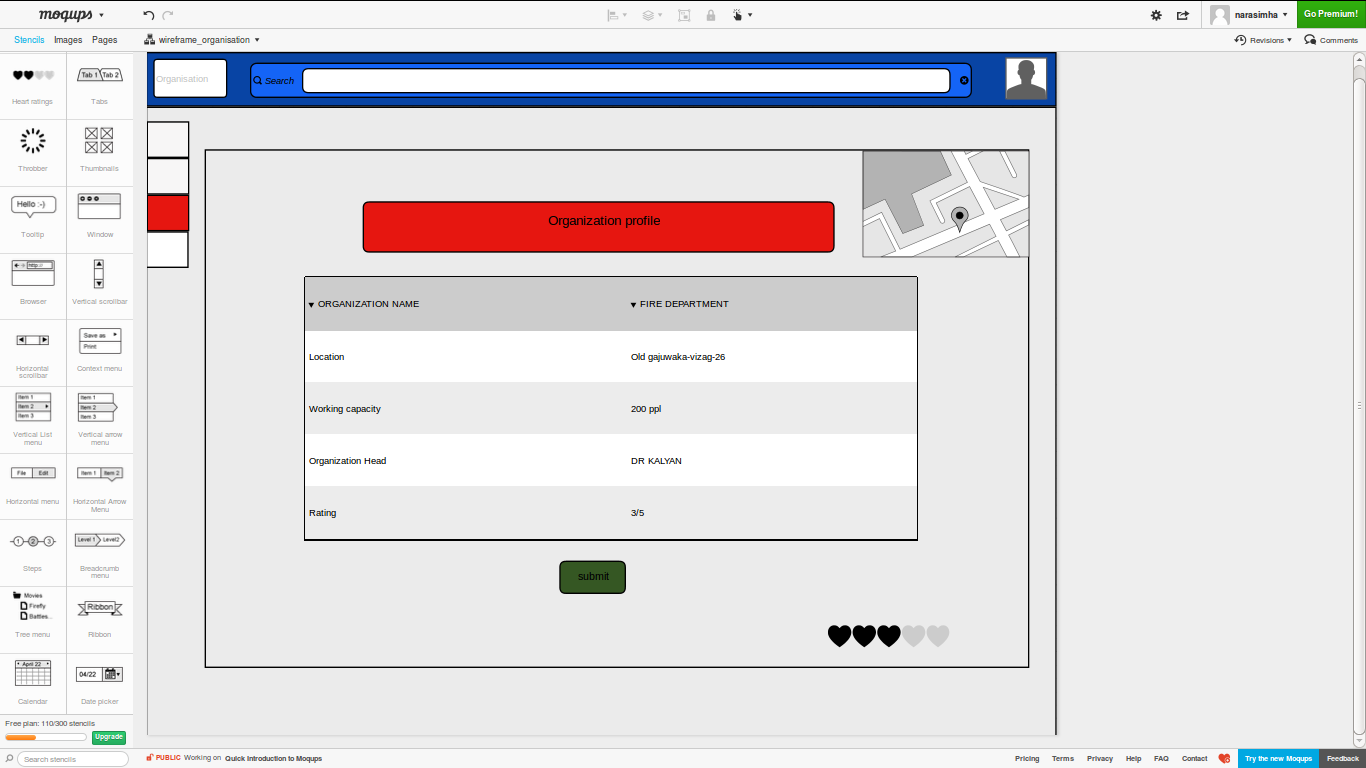 moqups
narasimha
Go Premium!
Stencils Images Pages
wireframe_organisation
Revisions
Comments
Organisation
Search
Heart ratings
Tab 1 Tab 2
Tabs
Throbber
Thumbnails
Hello :-)
Tooltip
Window
http://
Browser
Vertical scrollbar
Horizontal scrollbar
Save as
Print
Context menu
Item 1
Item 2
Item 3
Vertical List menu
Item 1
Item 2
Item 3
Vertical arrow menu
File Edit
Horizontal menu
Item 1 Item 2
Horizontal Arrow Menu
1 2 3
Steps
Level 1 Level2
Breadcrumb menu
Movies
Firefly
Battles...
Tree menu
Ribbon
Ribbon
April 22
Calendar
04/22
Date picker
Free plan: 110/300 stencils
Upgrade
Search stencils
Organization profile
ORGANIZATION NAME FIRE DEPARTMENT
Location Old gajuwaka-vizag-26
Working capacity 200 ppl
Organization Head DR KALYAN
Rating 3/5
submit
PUBLIC Working on Quick Introduction to Moqups
Pricing Terms Privacy Help FAQ Contact
Try the new Moqups
Feedback